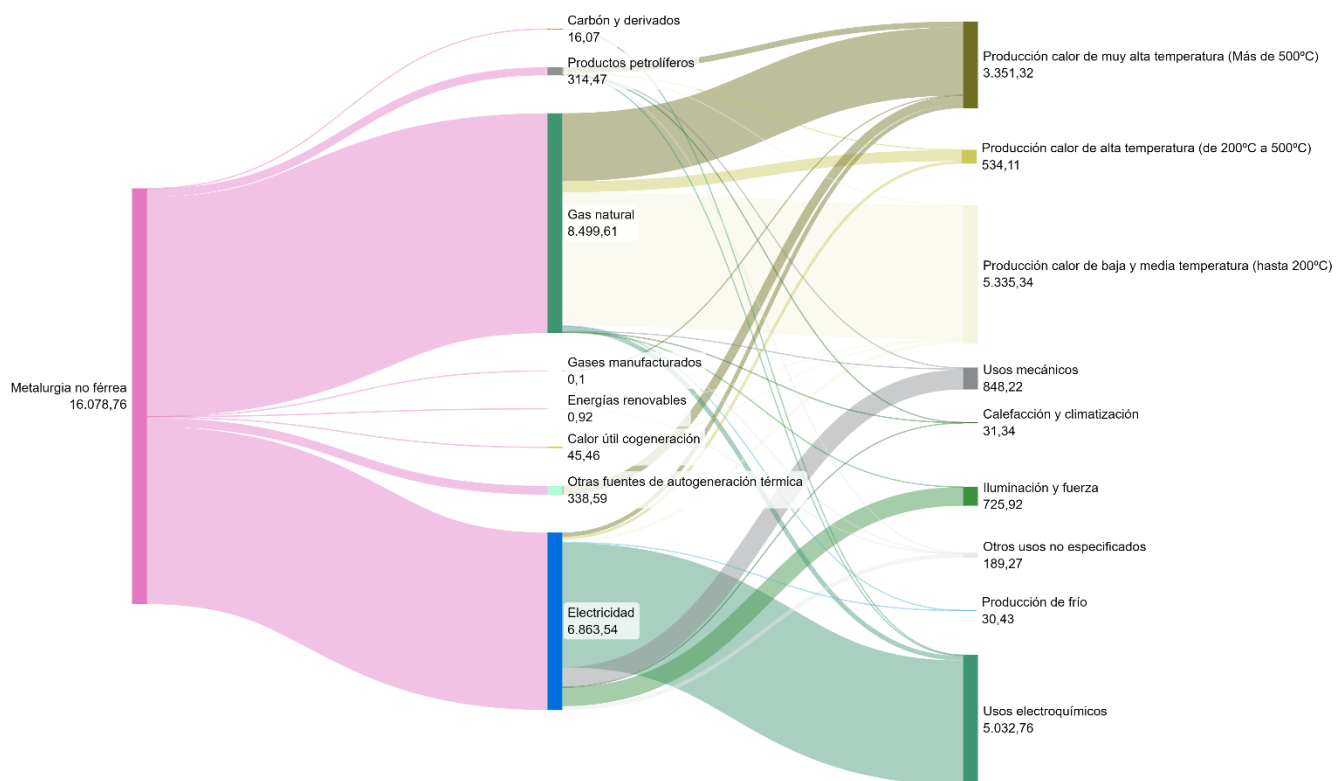 Metalurgia no férrea
16.078,76
Carbón y derivados
16,07
Productos petrolíferos
314,47
Gas natural
8.499,61
Gases manufacturados
0,1
Energías renovables
0,92
Calor útil cogeneración
45,46
Otras fuentes de autogeneración térmica
338,59
Electricidad
6.863,54
Producción calor de muy alta temperatura (Más de 500ºC)
3.351,32
Producción calor de alta temperatura (de 200ºC a 500ºC)
534,11
Producción calor de baja y media temperatura (hasta 200ºC)
5.335,34
Usos mecánicos
848,22
Calefacción y climatización
31,34
Iluminación y fuerza
725,92
Otros usos no especificados
189,27
Producción de frío
30,43
Usos electroquímicos
5.032,76